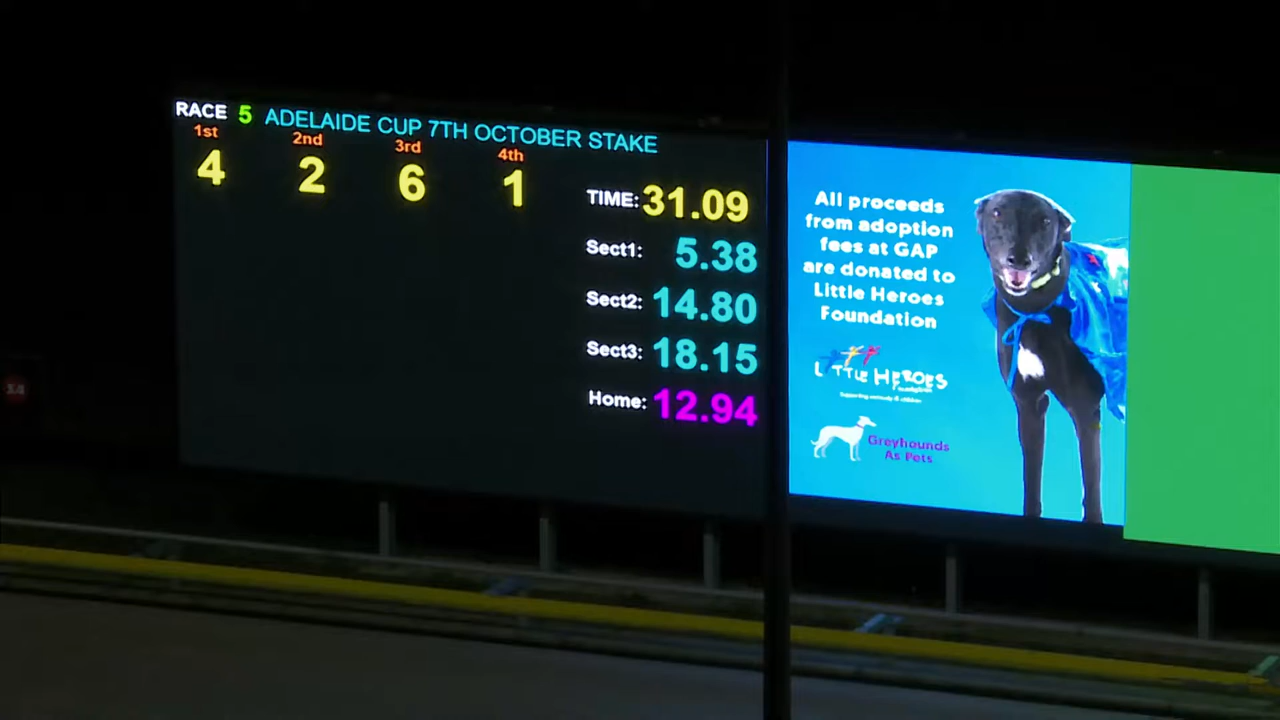 RACE 5 ADELAIDE CUP 7TH OCTOBER STAKE
1st 2nd 3rd 4th
4 2 6 1
TIME: 31.09
Sect1: 5.38
Sect2: 14.80
Sect3: 18.15
Home: 12.94
All proceeds
from adoption
fees at GAP
are donated to
Little Heroes
Foundation
LITTLE HEROES
Foundation
Greyhounds
As Pets